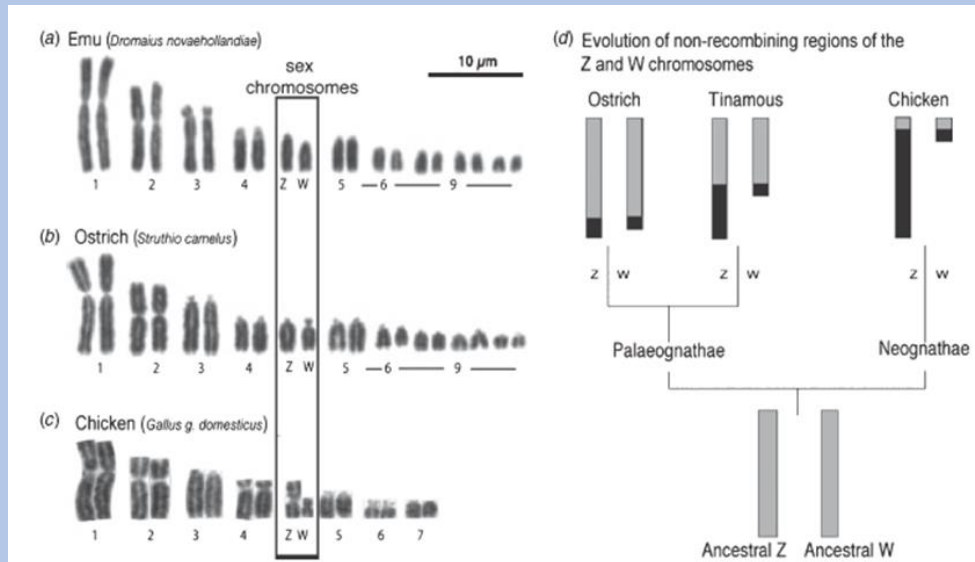 (a) Emu (Dromaius novaehollandiae)
sex
chromosomes
10 µm
1 2 3 4 Z W 5 6 9
(b) Ostrich (Struthio camelus)
1 2 3 4 Z W 5 6 9
(c) Chicken (Gallus g. domesticus)
1 2 3 4 Z W 5 6 7
(d) Evolution of non-recombining regions of the
Z and W chromosomes
Ostrich Tinamous Chicken
Z W Z W Z W
Palaeognathae Neognathae
Ancestral Z Ancestral W